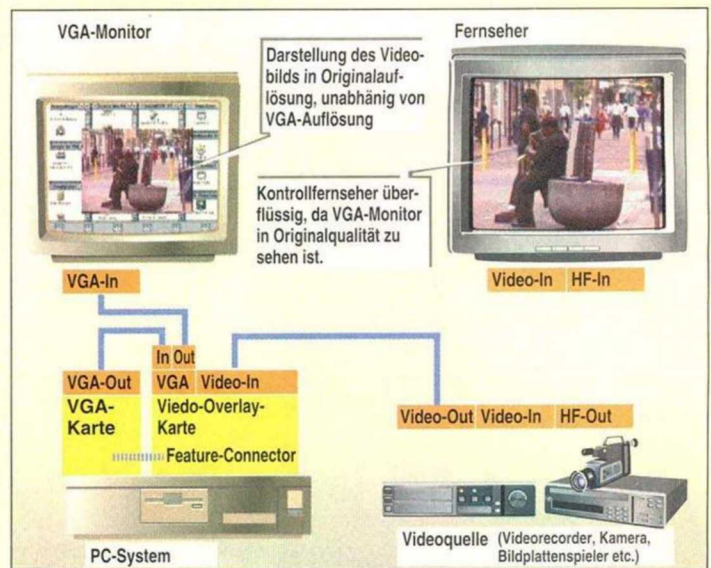 VGA-Monitor
Fernseher
Darstellung des Video-
bilds in Originalauf-
lösung, unabhänig von
VGA-Auflösung
Kontrollfernseher über-
flüssig, da VGA-Monitor
in Originalqualität zu
sehen ist.
VGA-In
Video-In HF-In
In Out
VGA-Out VGA Video-In
VGA-
Karte
Viedo-Overlay-
Karte
Feature-Connector
Video-Out Video-In HF-Out
PC-System
Videoquelle (Videorecorder, Kamera,
Bildplattenspieler etc.)